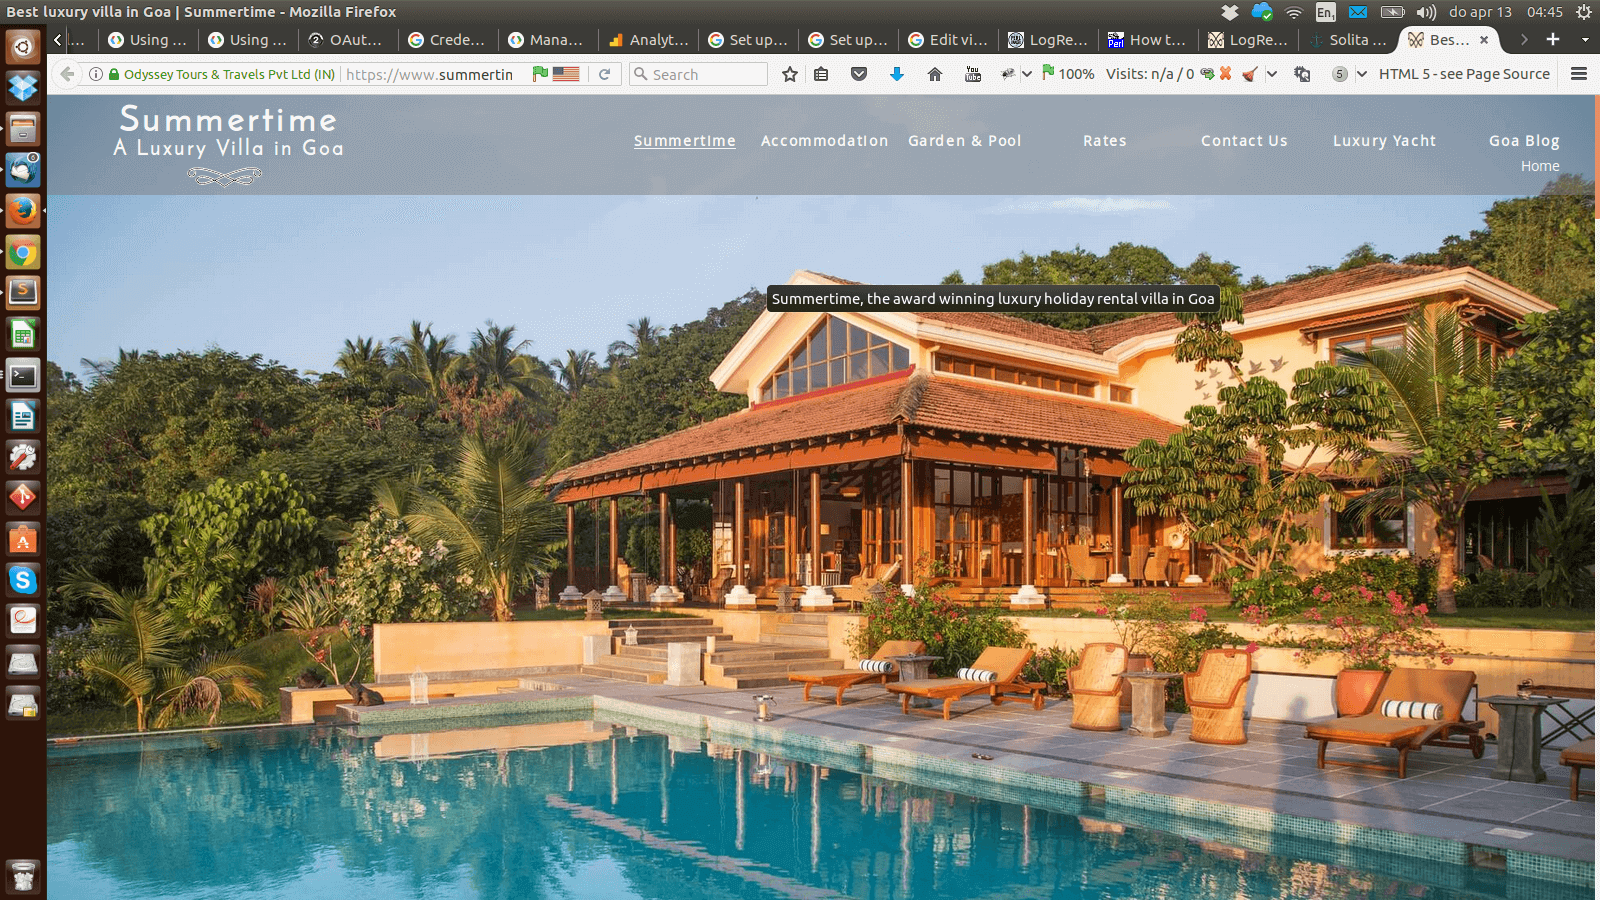 Best luxury villa in Goa | Summertime - Mozilla Firefox
En1
do apr 13 04:45
... Using ... Using ... OAut... Crede... Mana... Analyt... Set up... Set up... Edit vi... LogRe... How t... LogRe... Solita ... Bes...
Odyssey Tours & Travels Pvt Ltd (IN) https://www.summertin Search 100% Visits: n/a / 0 5 HTML 5 - see Page Source
Summertime
A Luxury Villa in Goa
Summertime Accommodation Garden & Pool Rates Contact Us Luxury Yacht Goa Blog
Home
Summertime, the award winning luxury holiday rental villa in Goa